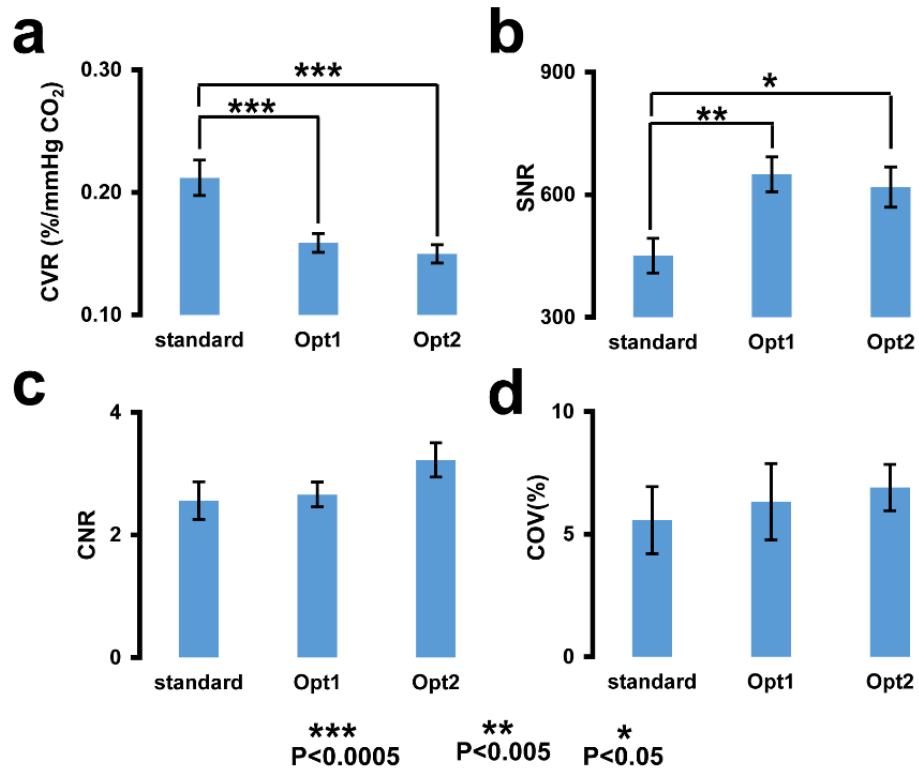 a
CVR (%/mmHg CO₂)
0.30
0.20
0.10
***
***
standard Opt1 Opt2
b
SNR
900
600
300
*
**
standard Opt1 Opt2
c
CNR
4
2
0
standard Opt1 Opt2
d
COV(%)
10
5
0
standard Opt1 Opt2
*** ** *
P<0.0005 P<0.005 P<0.05